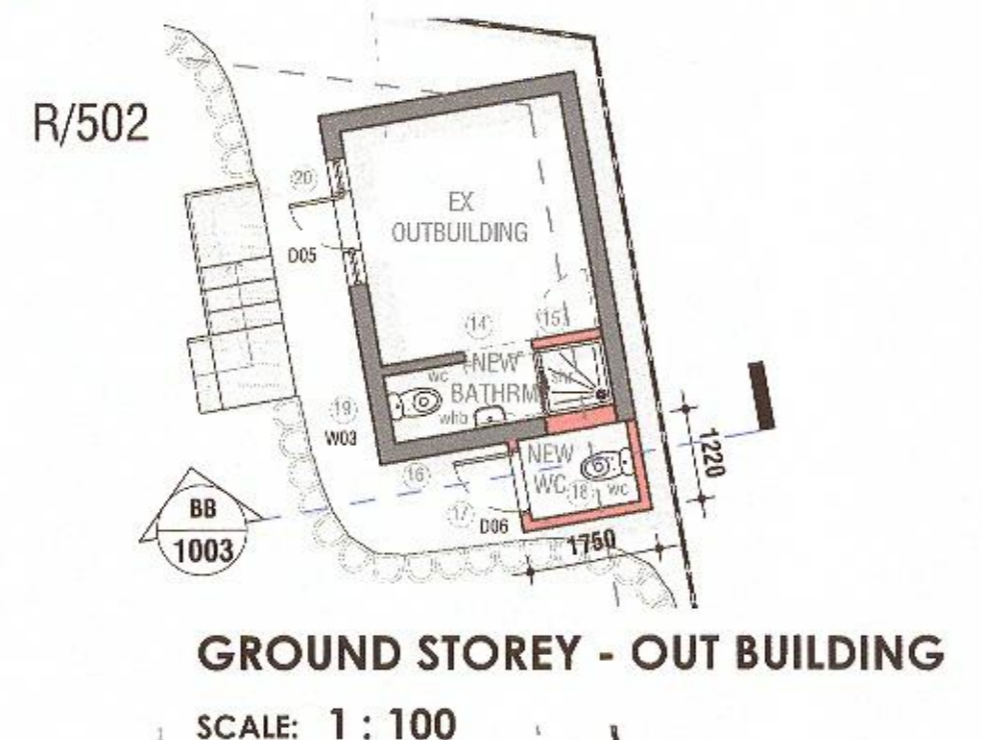 R/502
20
EX
OUTBUILDING
D05
14
15
NEW
wc
BATHRM
shr
whb
19
W03
16
NEW
WC
18
wc
17
D06
1220
1750
BB
1003
GROUND STOREY - OUT BUILDING
SCALE: 1 : 100